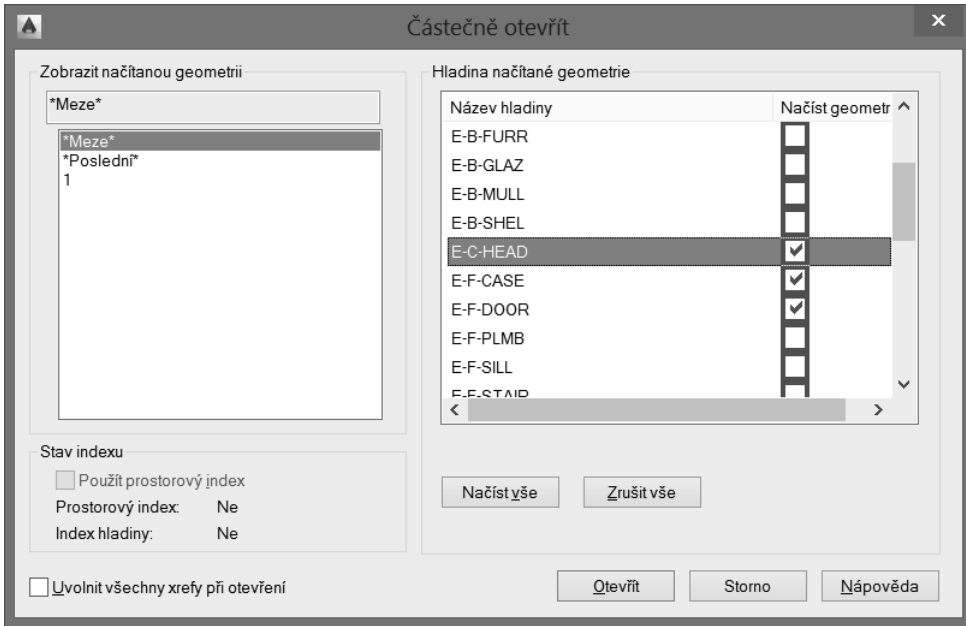 Částečně otevřít
Zobrazit načítanou geometrii
*Meze*
*Meze*
*Poslední*
1
Stav indexu
Použít prostorový index
Prostorový index: Ne
Index hladiny: Ne
Uvolnit všechny xrefy při otevření
Hladina načítané geometrie
Název hladiny Načíst geometr
E-B-FURR
E-B-GLAZ
E-B-MULL
E-B-SHEL
E-C-HEAD
E-F-CASE
E-F-DOOR
E-F-PLMB
E-F-SILL
E-F-STAIR
Načíst vše Zrušit vše
Otevřít Storno Nápověda